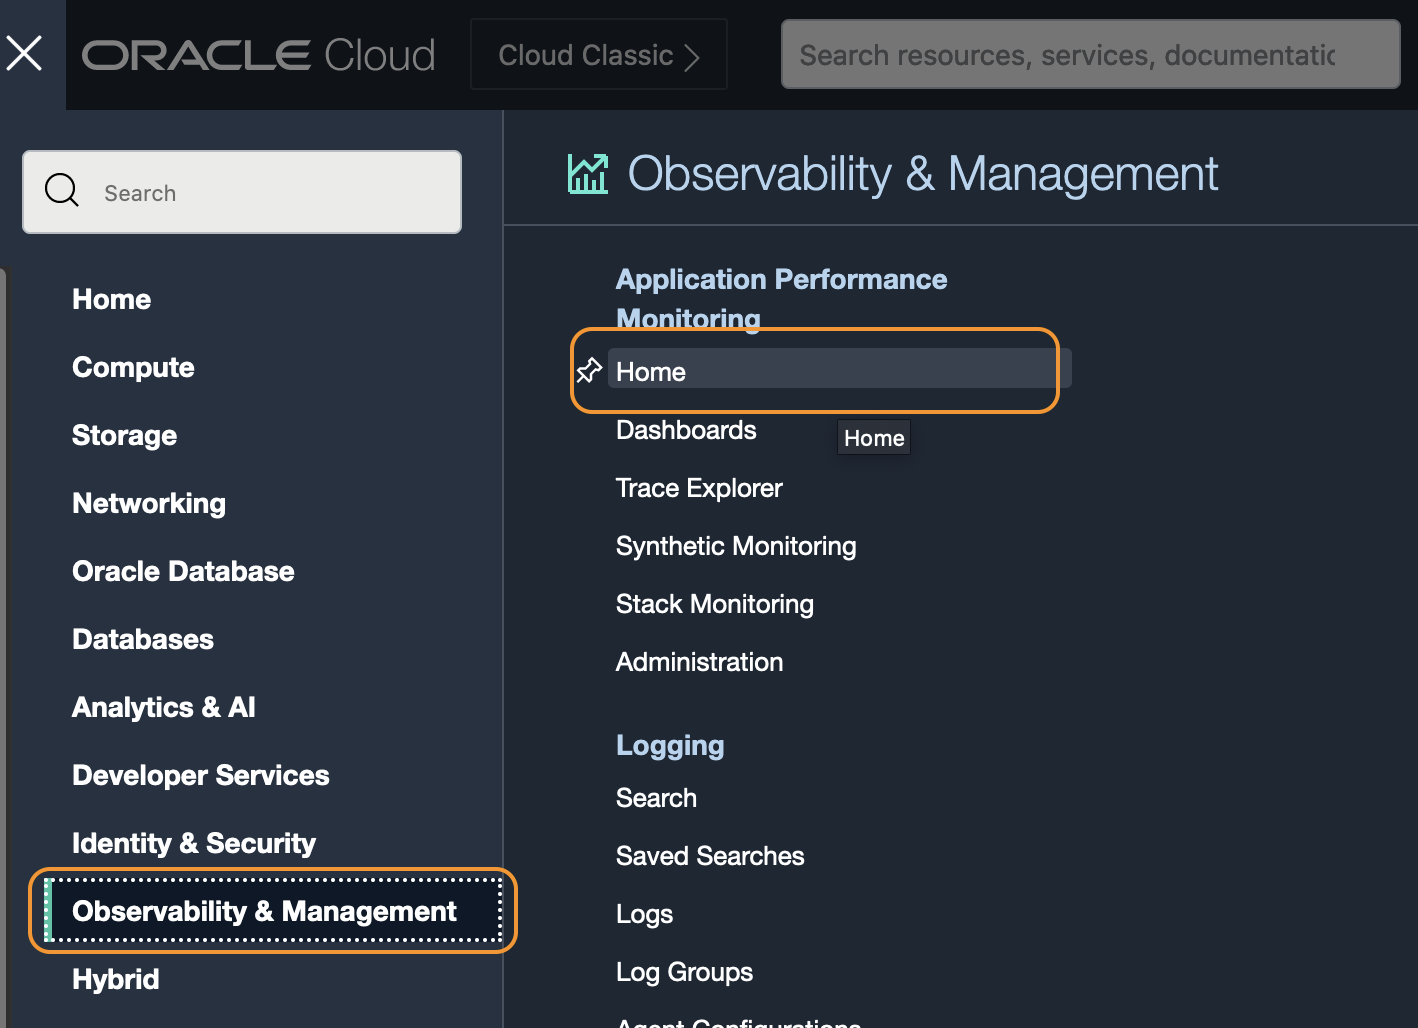 ORACLE Cloud
Cloud Classic
Search resources, services, documentatic
Search
Home
Compute
Storage
Networking
Oracle Database
Databases
Analytics & AI
Developer Services
Identity & Security
Observability & Management
Hybrid
Observability & Management
Application Performance
Monitoring
Home
Dashboards
Home
Trace Explorer
Synthetic Monitoring
Stack Monitoring
Administration
Logging
Search
Saved Searches
Logs
Log Groups
Agent Configurations